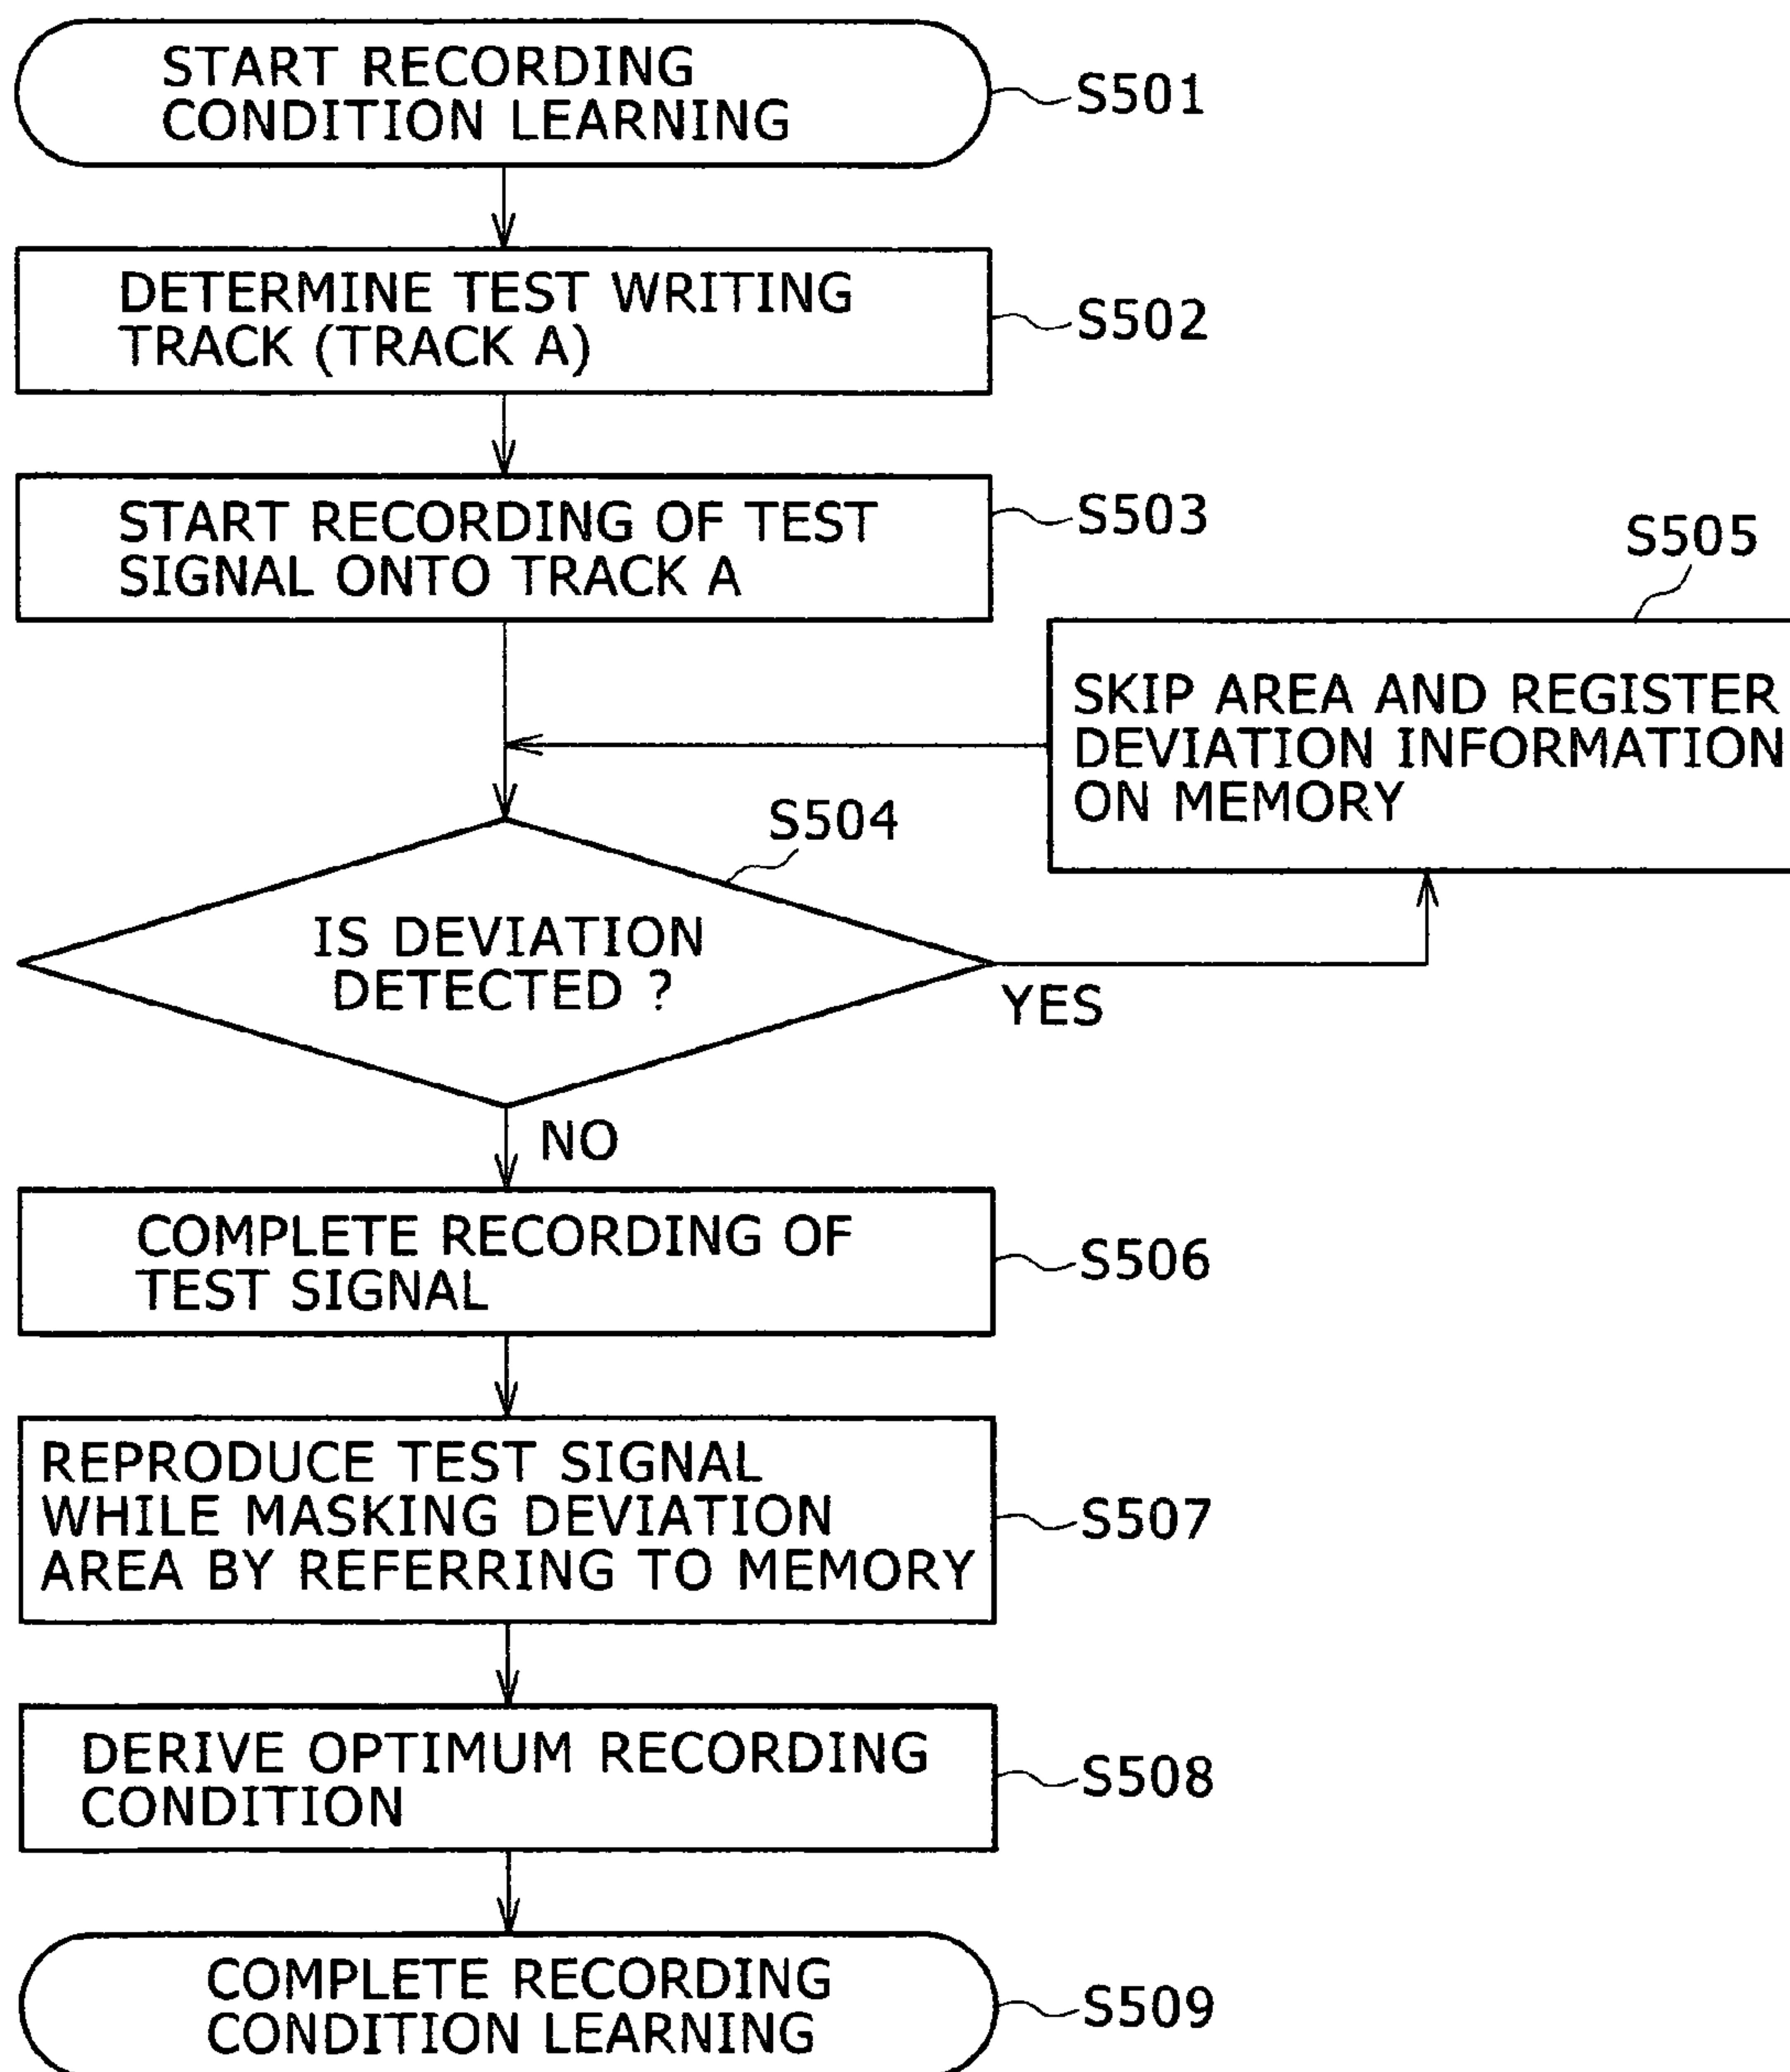 START RECORDING
CONDITION LEARNING
S501
DETERMINE TEST WRITING
TRACK (TRACK A)
S502
START RECORDING OF TEST
SIGNAL ONTO TRACK A
S503
S505
SKIP AREA AND REGISTER
DEVIATION INFORMATION
ON MEMORY
S504
IS DEVIATION
DETECTED ?
YES
NO
COMPLETE RECORDING OF
TEST SIGNAL
S506
REPRODUCE TEST SIGNAL
WHILE MASKING DEVIATION
AREA BY REFERRING TO MEMORY
S507
DERIVE OPTIMUM RECORDING
CONDITION
S508
COMPLETE RECORDING
CONDITION LEARNING
S509